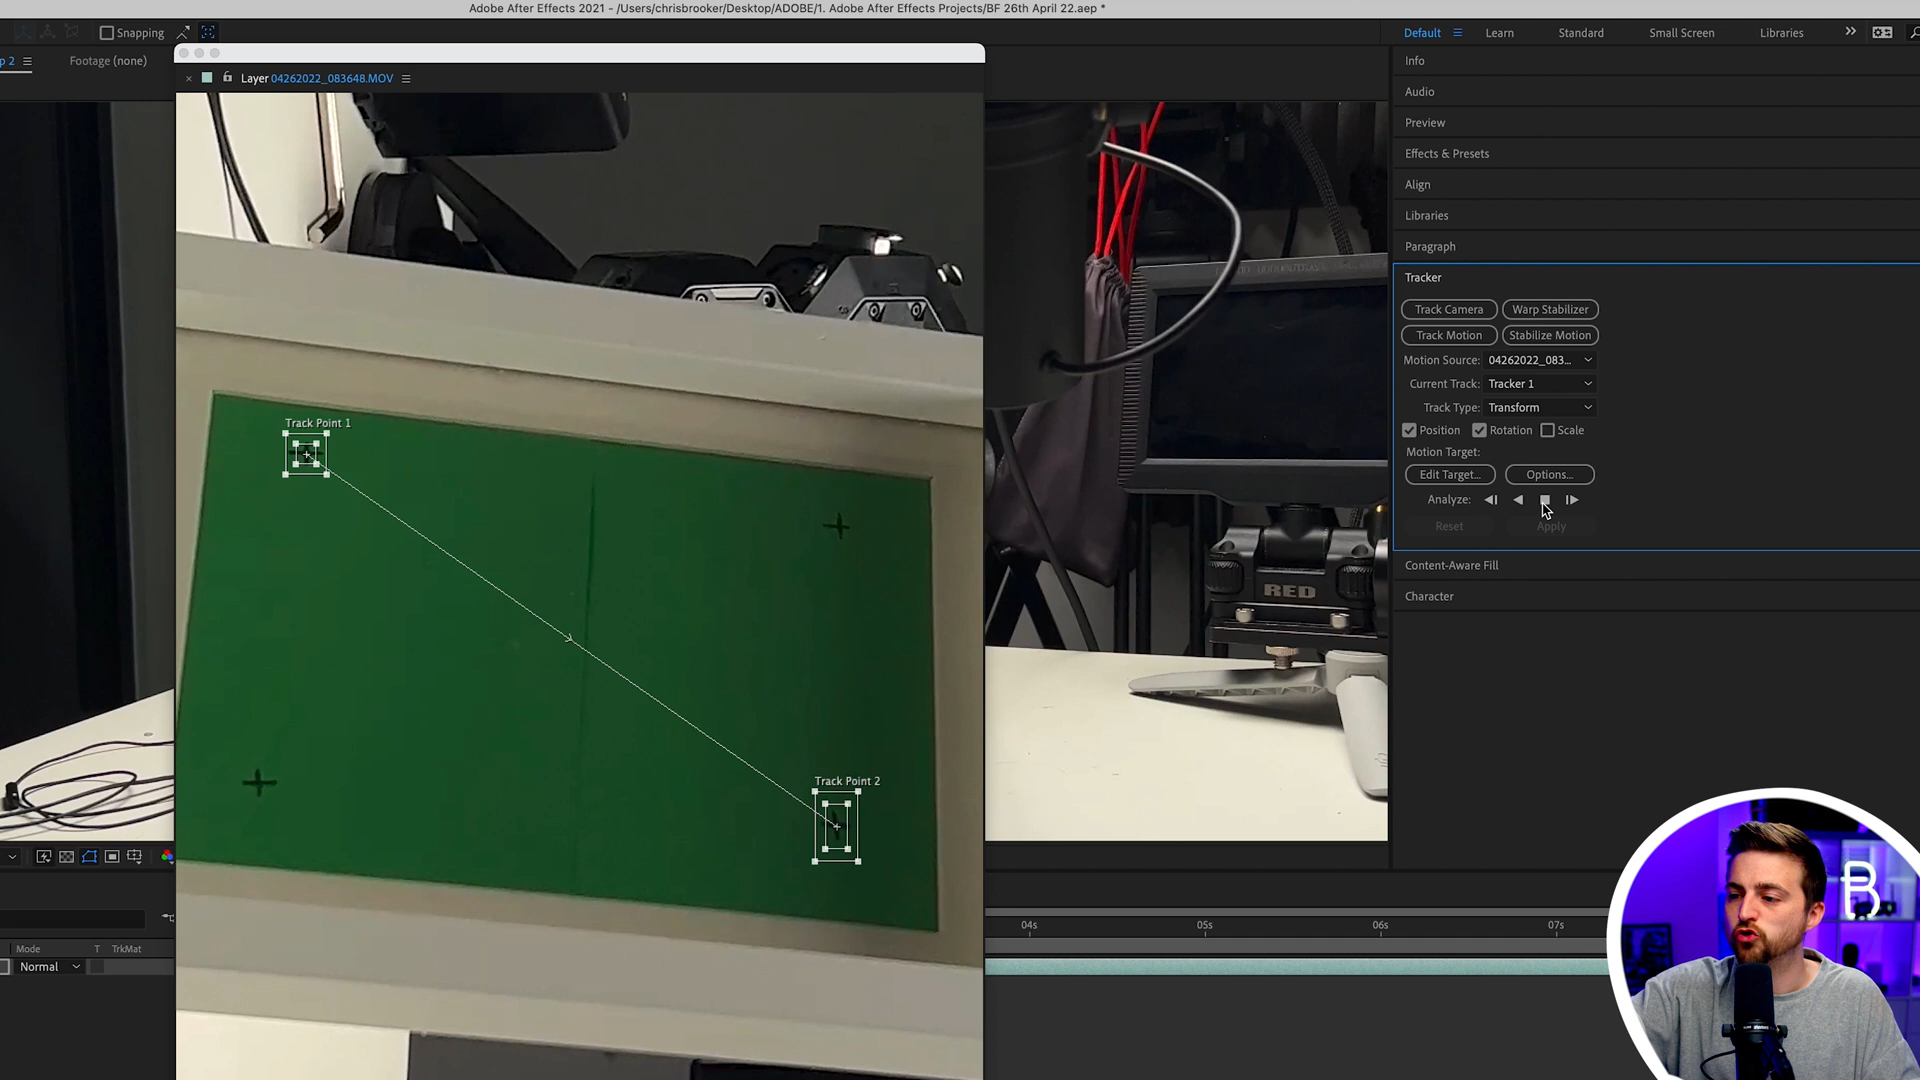 Adobe After Effects 2021 - /Users/chrisbrooker/Desktop/ADOBE/1. Adobe After Effects Projects/BF 26th April 22.aep *
Snapping
Default
Learn
Standard
Small Screen
Libraries
p 2
Footage (none)
Layer 04262022_083648.MOV
Info
Audio
Preview
Effects & Presets
Align
Libraries
Paragraph
Tracker
Track Camera
Warp Stabilizer
Track Motion
Stabilize Motion
Motion Source: 04262022_083...
Current Track: Tracker 1
Track Type: Transform
Position
Rotation
Scale
Motion Target:
Edit Target...
Options...
Analyze:
Reset
Apply
Content-Aware Fill
Character
Track Point 1
Track Point 2
RED
04s
05s
06s
07s
Mode
T
TrkMat
Normal
B